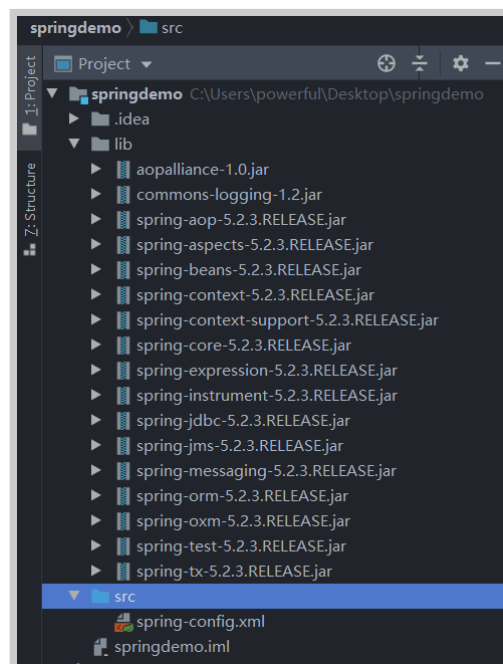 springdemo 〉 src
1: Project
Project
springdemo C:\Users\powerful\Desktop\springdemo
.idea
lib
aopalliance-1.0.jar
commons-logging-1.2.jar
spring-aop-5.2.3.RELEASE.jar
spring-aspects-5.2.3.RELEASE.jar
spring-beans-5.2.3.RELEASE.jar
spring-context-5.2.3.RELEASE.jar
spring-context-support-5.2.3.RELEASE.jar
spring-core-5.2.3.RELEASE.jar
spring-expression-5.2.3.RELEASE.jar
spring-instrument-5.2.3.RELEASE.jar
spring-jdbc-5.2.3.RELEASE.jar
spring-jms-5.2.3.RELEASE.jar
spring-messaging-5.2.3.RELEASE.jar
spring-orm-5.2.3.RELEASE.jar
spring-oxm-5.2.3.RELEASE.jar
spring-test-5.2.3.RELEASE.jar
spring-tx-5.2.3.RELEASE.jar
src
spring-config.xml
springdemo.iml
7: Structure